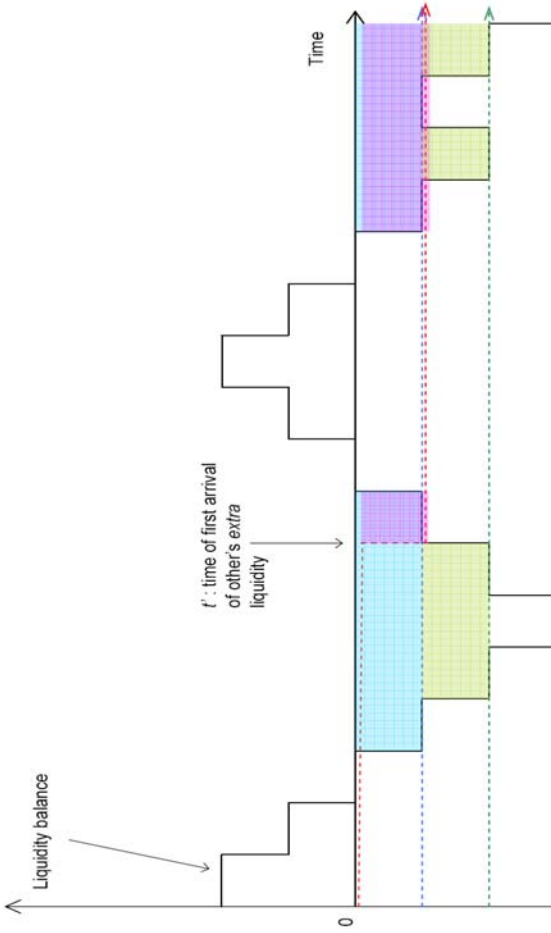 Liquidity balance
t' : time of first arrival
of other's extra
liquidity
Time
0